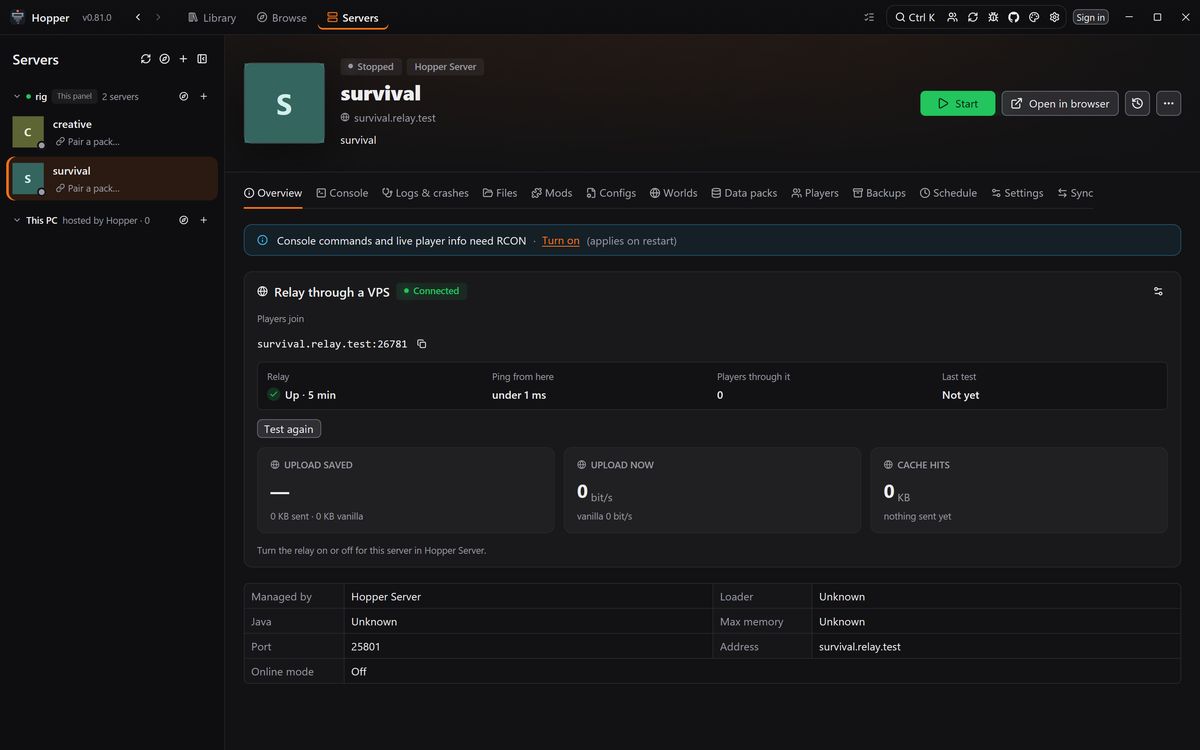 Hopper v0.81.0 Library Browse Servers Ctrl K Sign in
Servers
rig This panel 2 servers
C creative
Pair a pack...
S survival
Pair a pack...
This PC hosted by Hopper · 0
S
Stopped Hopper Server
survival
survival.relay.test
survival
Start Open in browser
Overview Console Logs & crashes Files Mods Configs Worlds Data packs Players Backups Schedule Settings Sync
Console commands and live player info need RCON · Turn on (applies on restart)
Relay through a VPS Connected
Players join
survival.relay.test:26781
Relay Ping from here Players through it Last test
Up · 5 min under 1 ms 0 Not yet
Test again
UPLOAD SAVED
—
0 KB sent · 0 KB vanilla
UPLOAD NOW
0 bit/s
vanilla 0 bit/s
CACHE HITS
0 KB
nothing sent yet
Turn the relay on or off for this server in Hopper Server.
Managed by Hopper Server Loader Unknown
Java Unknown Max memory Unknown
Port 25801 Address survival.relay.test
Online mode Off